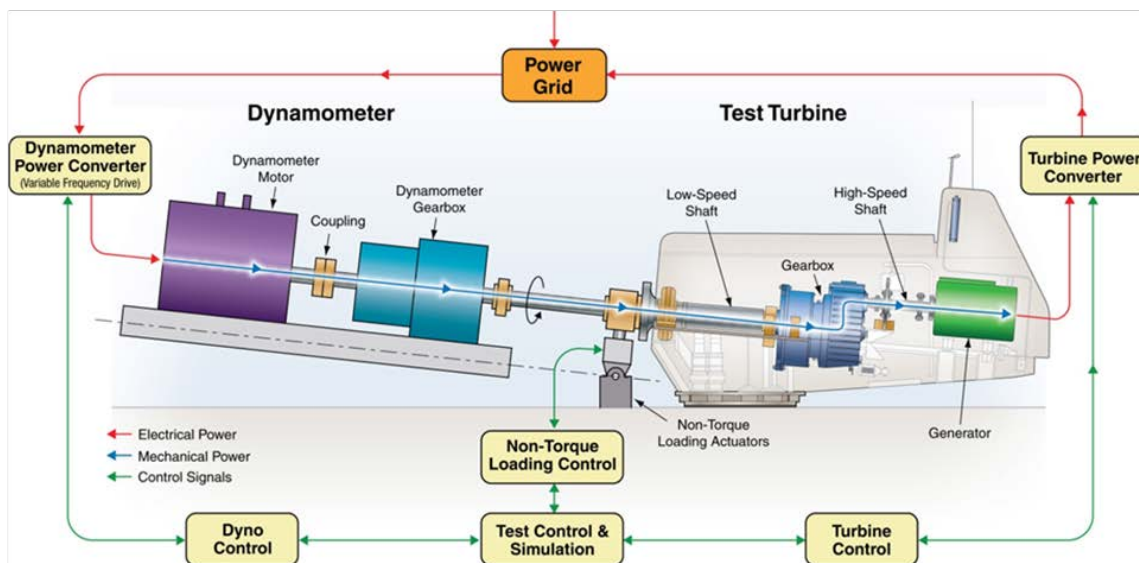 Power
Grid
Dynamometer
Test Turbine
Dynamometer
Power Converter
(Variable Frequency Drive)
Turbine Power
Converter
Dynamometer
Motor
Dynamometer
Gearbox
Coupling
Low-Speed
Shaft
High-Speed
Shaft
Gearbox
Non-Torque
Loading Actuators
Generator
Electrical Power
Mechanical Power
Control Signals
Non-Torque
Loading Control
Dyno
Control
Test Control &
Simulation
Turbine
Control